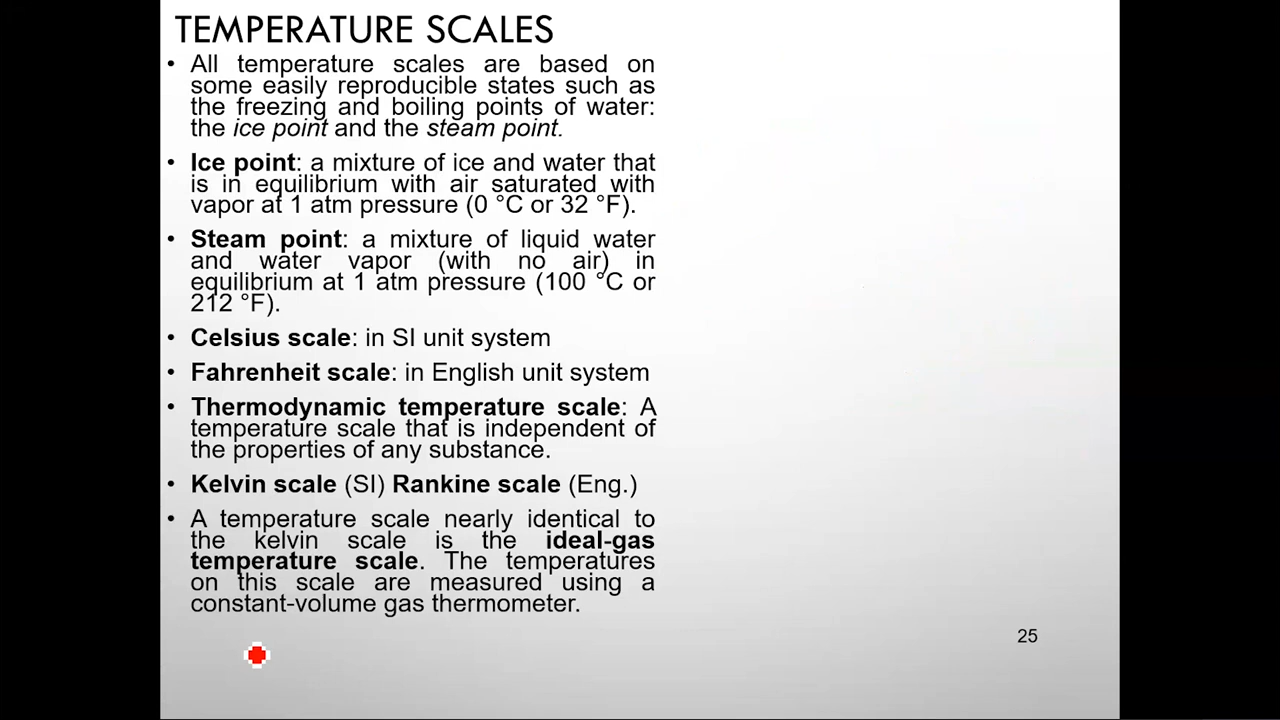 TEMPERATURE SCALES
• All temperature scales are based on
some easily reproducible states such as
the freezing and boiling points of water:
the ice point and the steam point.
• Ice point: a mixture of ice and water that
is in equilibrium with air saturated with
vapor at 1 atm pressure (0 °C or 32 °F).
• Steam point: a mixture of liquid water
and water vapor (with no air) in
equilibrium at 1 atm pressure (100 °C or
212 °F).
• Celsius scale: in SI unit system
• Fahrenheit scale: in English unit system
• Thermodynamic temperature scale: A
temperature scale that is independent of
the properties of any substance.
• Kelvin scale (SI) Rankine scale (Eng.)
• A temperature scale nearly identical to
the kelvin scale is the ideal-gas
temperature scale. The temperatures
on this scale are measured using a
constant-volume gas thermometer.
25